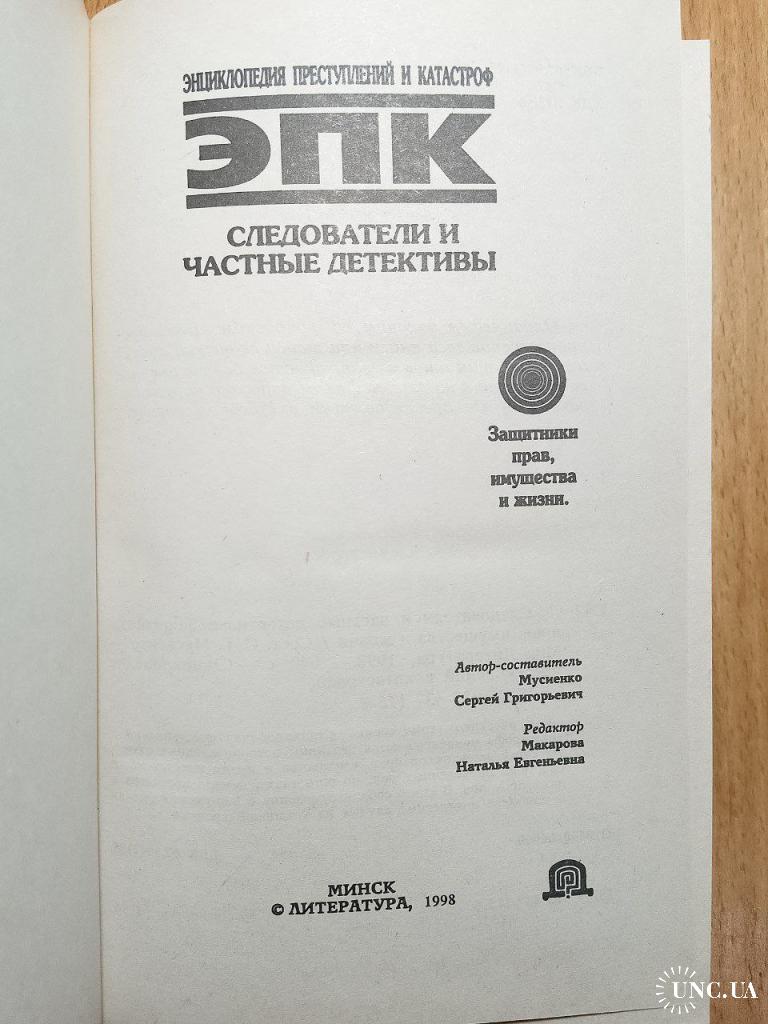 ЭНЦИКЛОПЕДИЯ ПРЕСТУПЛЕНИЙ И КАТАСТРОФ
ЭПК
СЛЕДОВАТЕЛИ И
ЧАСТНЫЕ ДЕТЕКТИВЫ
Защитники
прав,
имущества
и жизни.
Автор-составитель
Мусиенко
Сергей Григорьевич
Редактор
Макарова
Наталья Евгеньевна
МИНСК
© ЛИТЕРАТУРА, 1998
UNC.UA